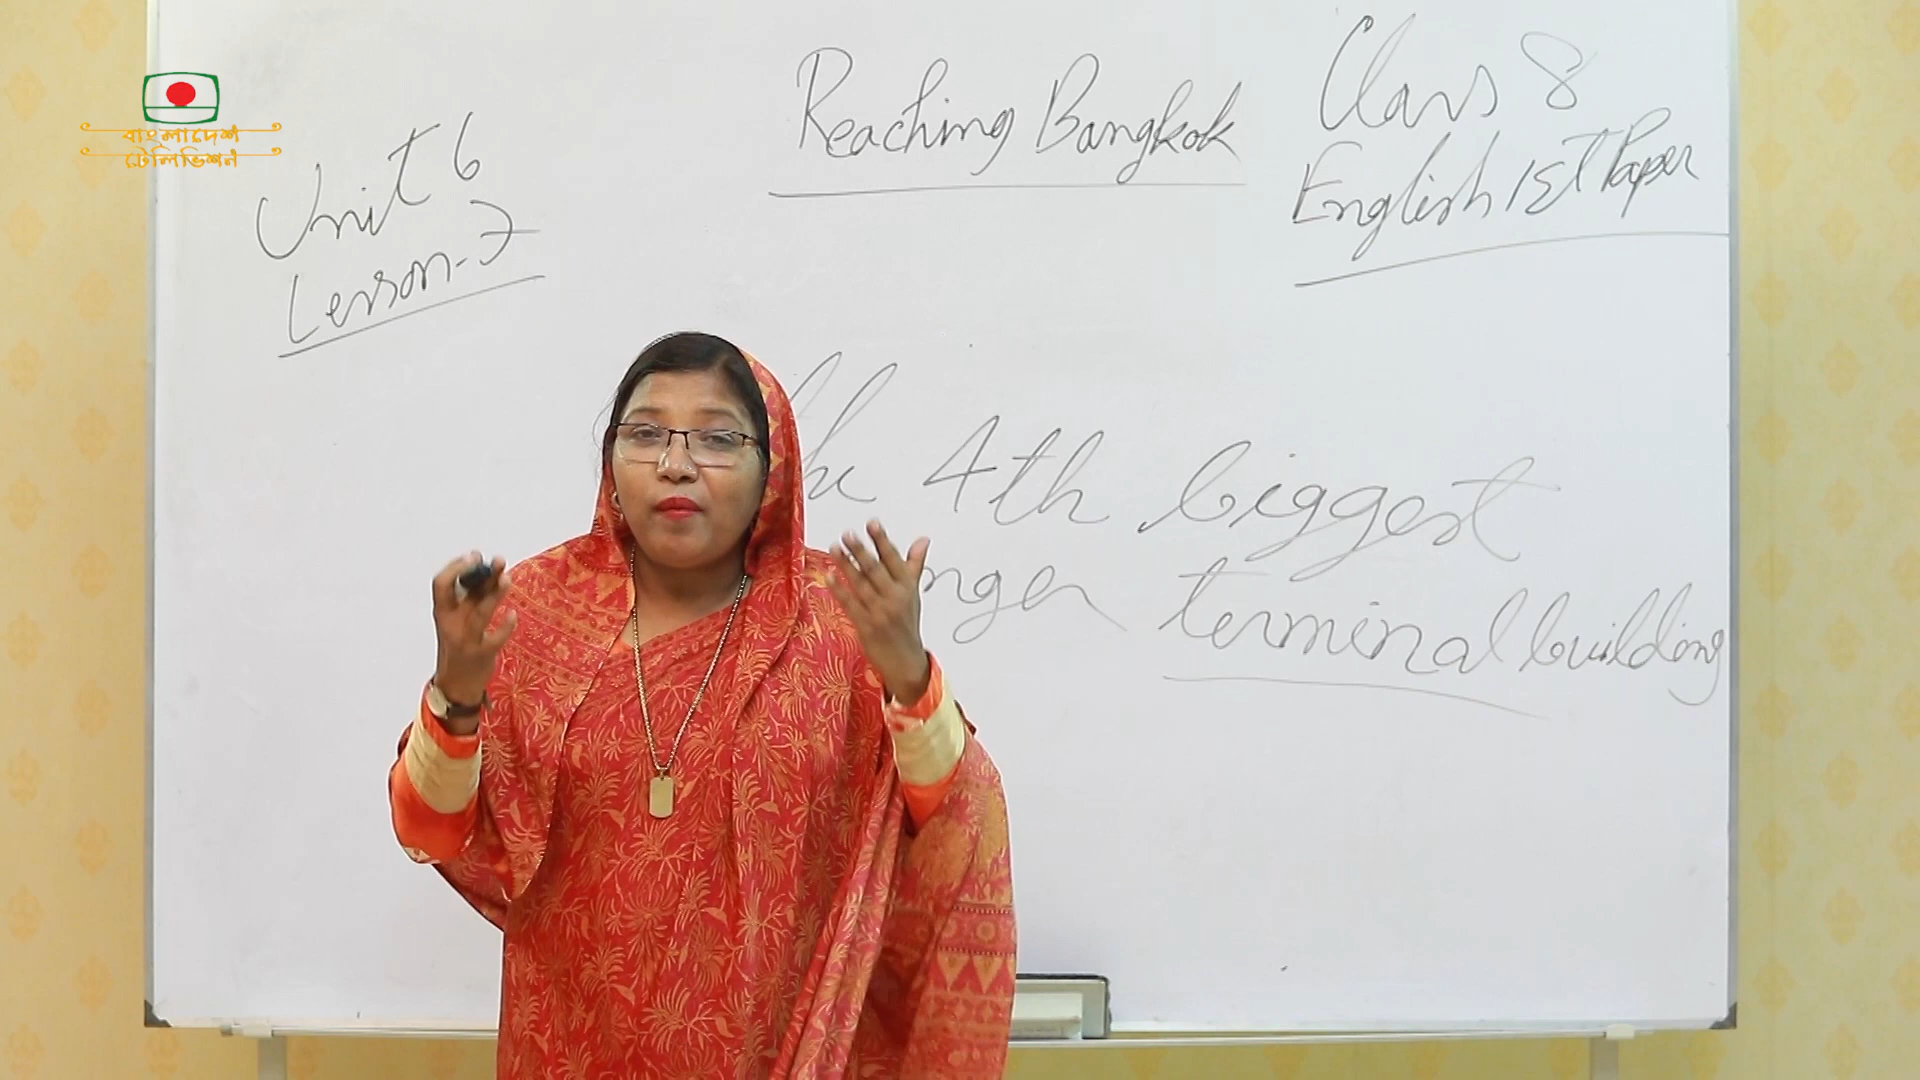 বাংলাদেশ
টেলিভিশন
Unit 6
Lesson-7
Reaching Bangkok
Class 8
English 1st Paper
4th biggest
terminal building